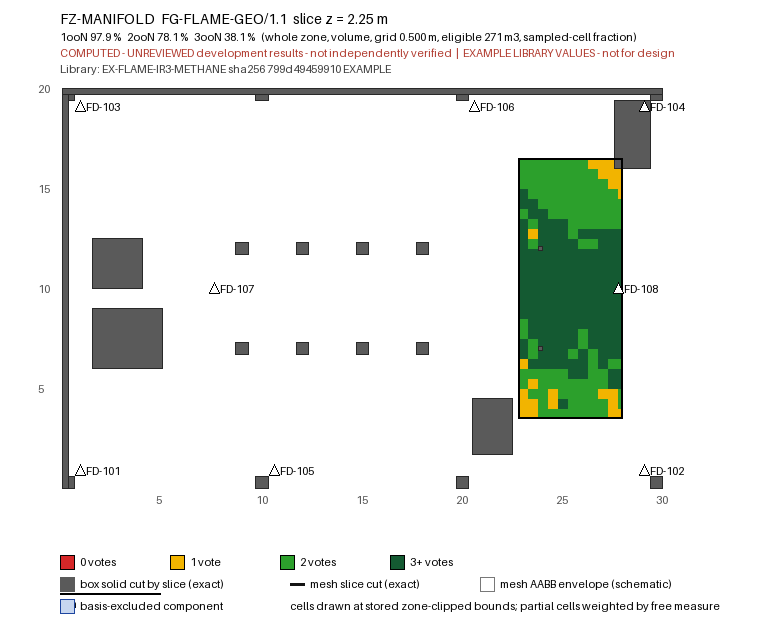 FZ-MANIFOLD FG-FLAME-GEO/1.1 slice z = 2.25 m
1ooN 97.9 % 2ooN 78.1 % 3ooN 38.1 % (whole zone, volume, grid 0.500 m, eligible 271 m3, sampled-cell fraction)
COMPUTED - UNREVIEWED development results - not independently verified | EXAMPLE LIBRARY VALUES - not for design
Library: EX-FLAME-IR3-METHANE sha256 799d49459910 EXAMPLE
20
FD-103
FD-106
FD-104
15
10
FD-107
FD-108
5
FD-101
FD-105
FD-102
5
10
15
20
25
30
0 votes
1 vote
2 votes
3+ votes
box solid cut by slice (exact)
mesh slice cut (exact)
mesh AABB envelope (schematic)
basis-excluded component
cells drawn at stored zone-clipped bounds; partial cells weighted by free measure